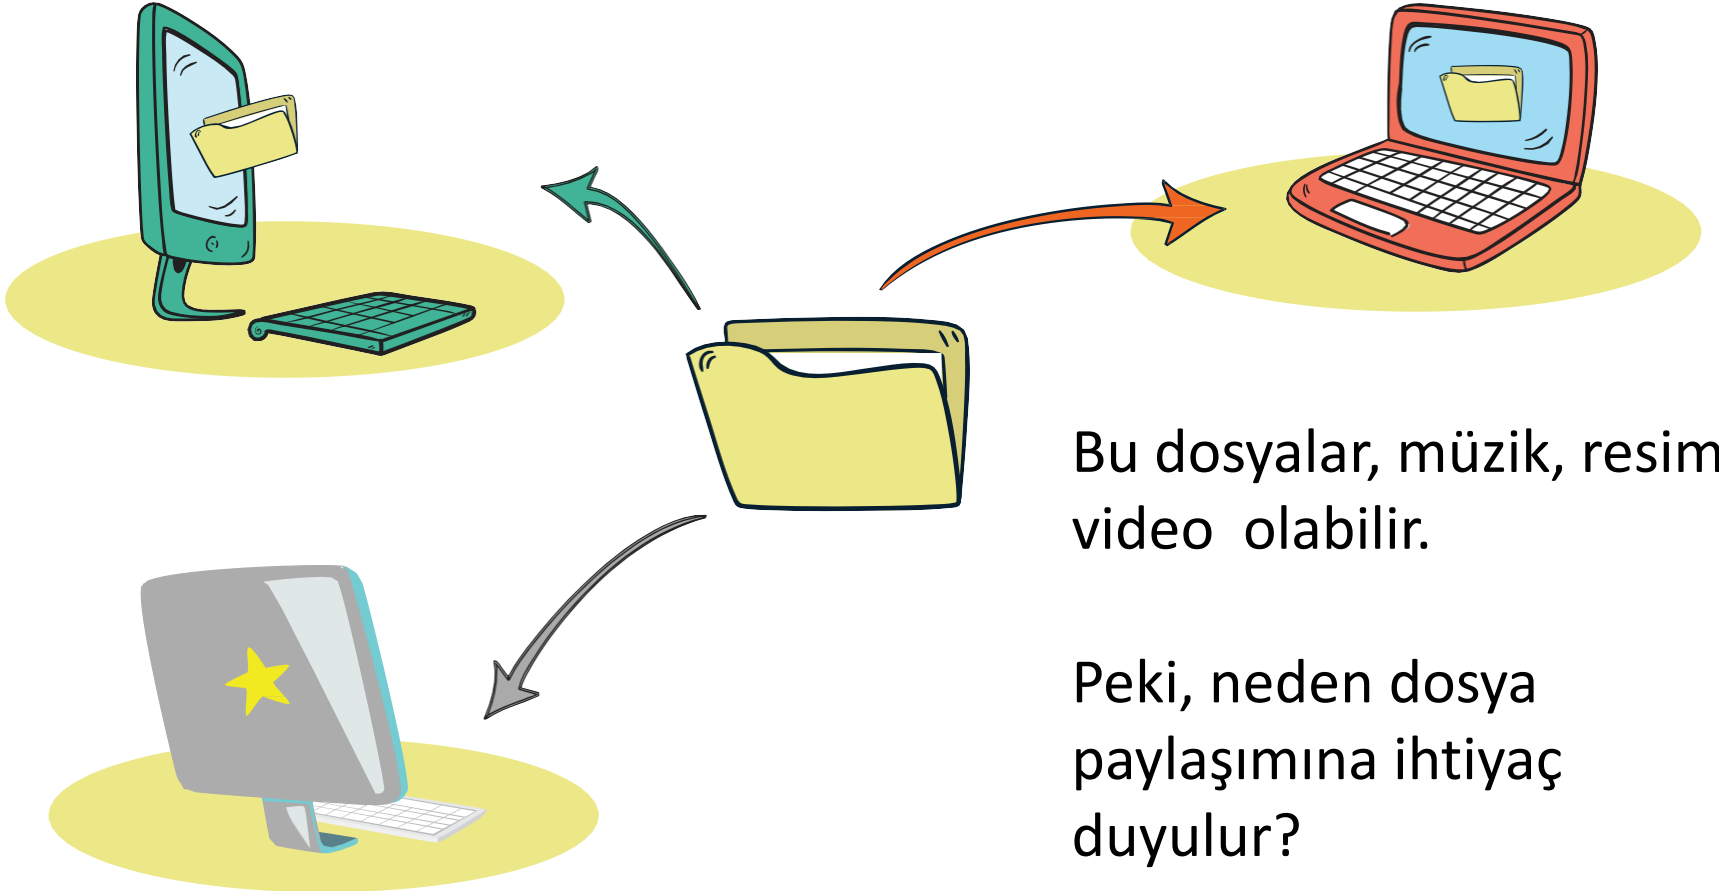 Bu dosyalar, müzik, resim
video olabilir.
Peki, neden dosya
paylaşımına ihtiyaç
duyulur?